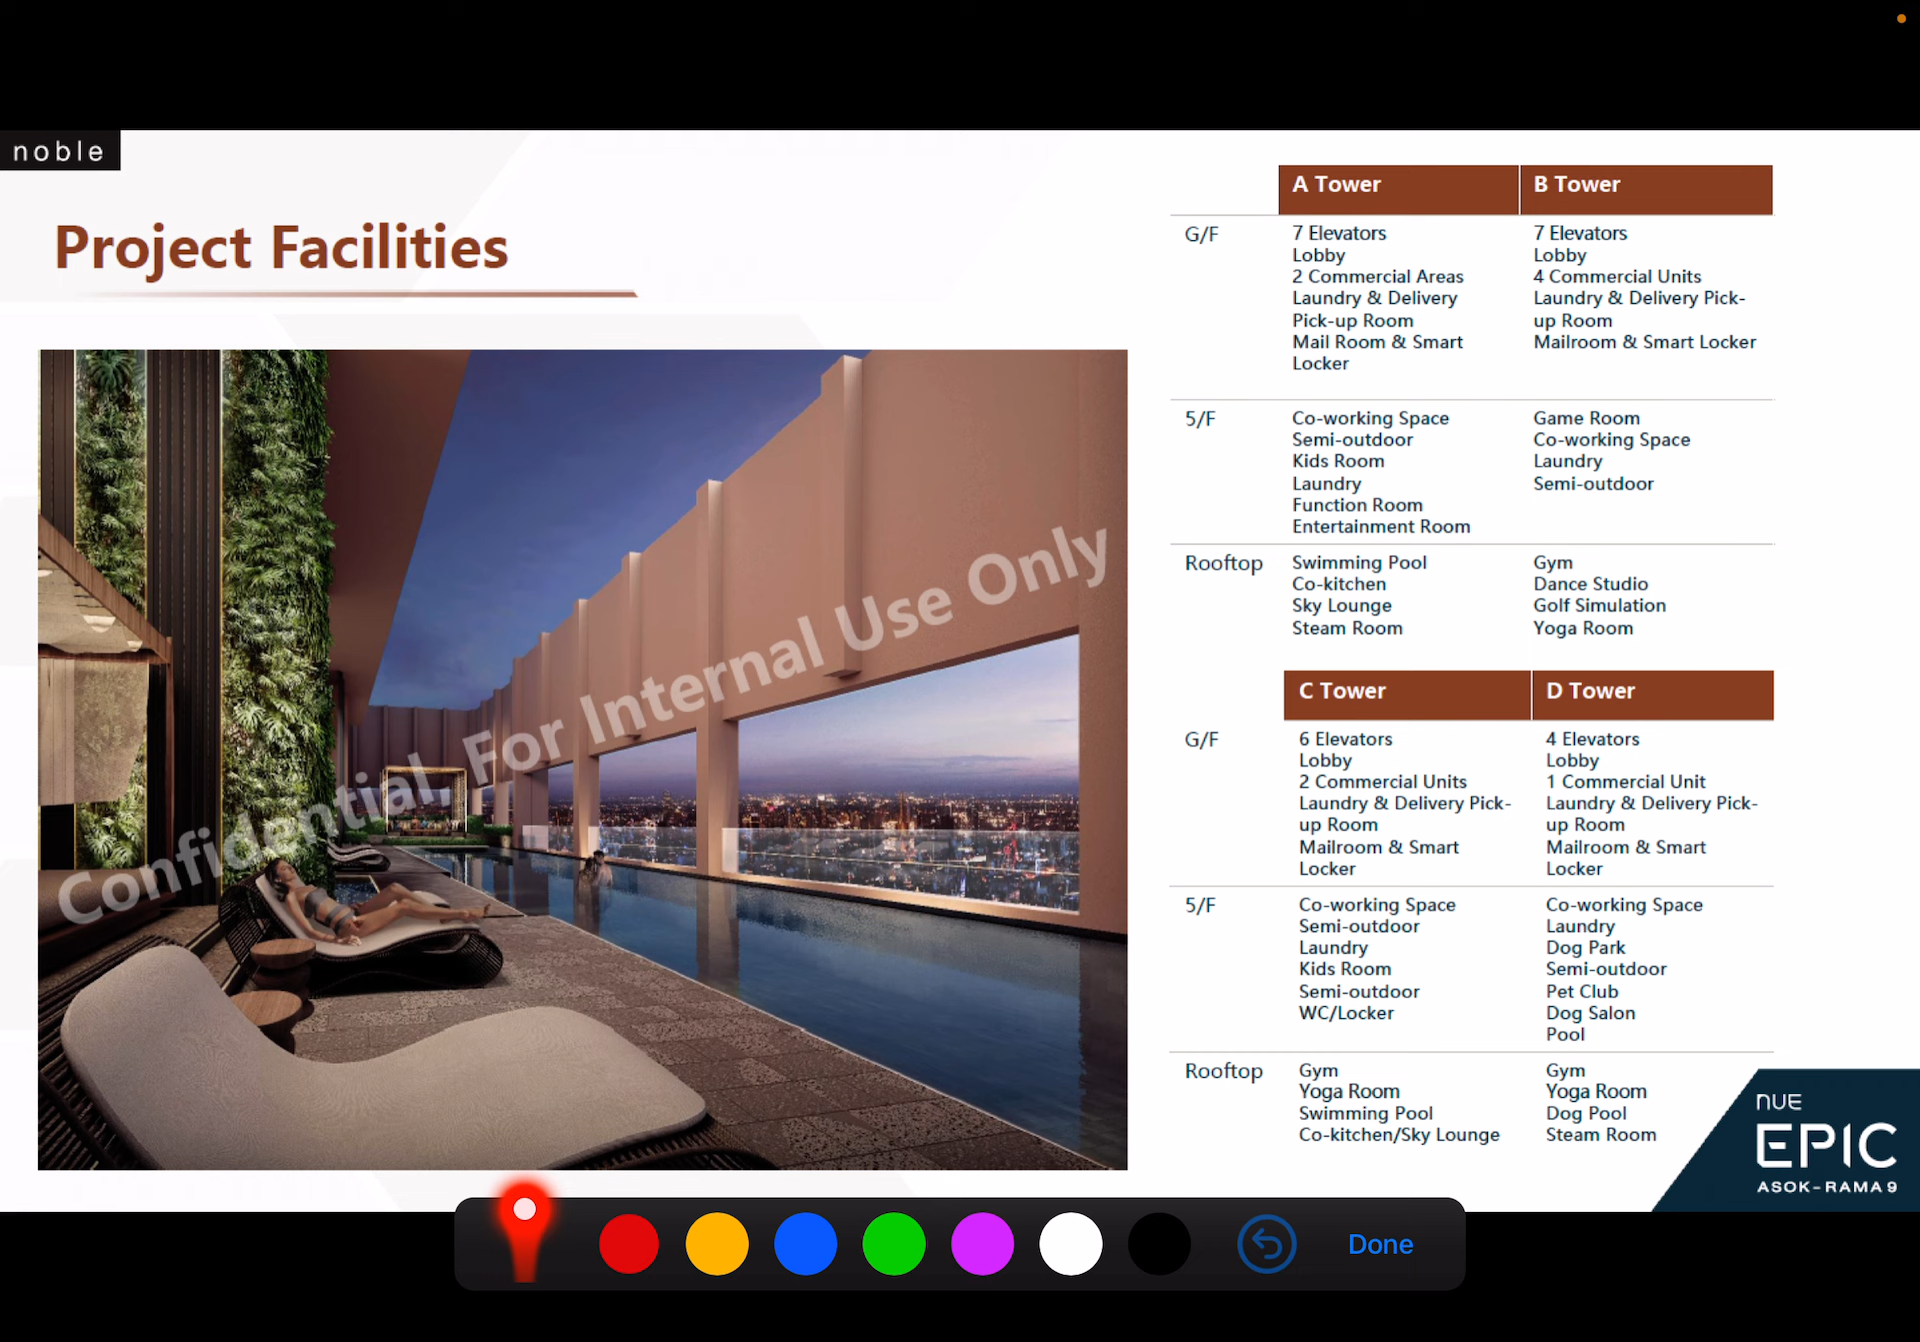 noble
Project Facilities
Confidential, For Internal Use Only
A Tower B Tower
G/F
7 Elevators
Lobby
2 Commercial Areas
Laundry & Delivery
Pick-up Room
Mail Room & Smart
Locker
7 Elevators
Lobby
4 Commercial Units
Laundry & Delivery Pick-
up Room
Mailroom & Smart Locker
5/F
Co-working Space
Semi-outdoor
Kids Room
Laundry
Function Room
Entertainment Room
Game Room
Co-working Space
Laundry
Semi-outdoor
Rooftop
Swimming Pool
Co-kitchen
Sky Lounge
Steam Room
Gym
Dance Studio
Golf Simulation
Yoga Room
C Tower D Tower
G/F
6 Elevators
Lobby
2 Commercial Units
Laundry & Delivery Pick-
up Room
Mailroom & Smart
Locker
4 Elevators
Lobby
1 Commercial Unit
Laundry & Delivery Pick-
up Room
Mailroom & Smart
Locker
5/F
Co-working Space
Semi-outdoor
Laundry
Kids Room
Semi-outdoor
WC/Locker
Co-working Space
Laundry
Dog Park
Semi-outdoor
Pet Club
Dog Salon
Pool
Rooftop
Gym
Yoga Room
Swimming Pool
Co-kitchen/Sky Lounge
Gym
Yoga Room
Dog Pool
Steam Room
nUE
EPIC
ASOK-RAMA 9
Done